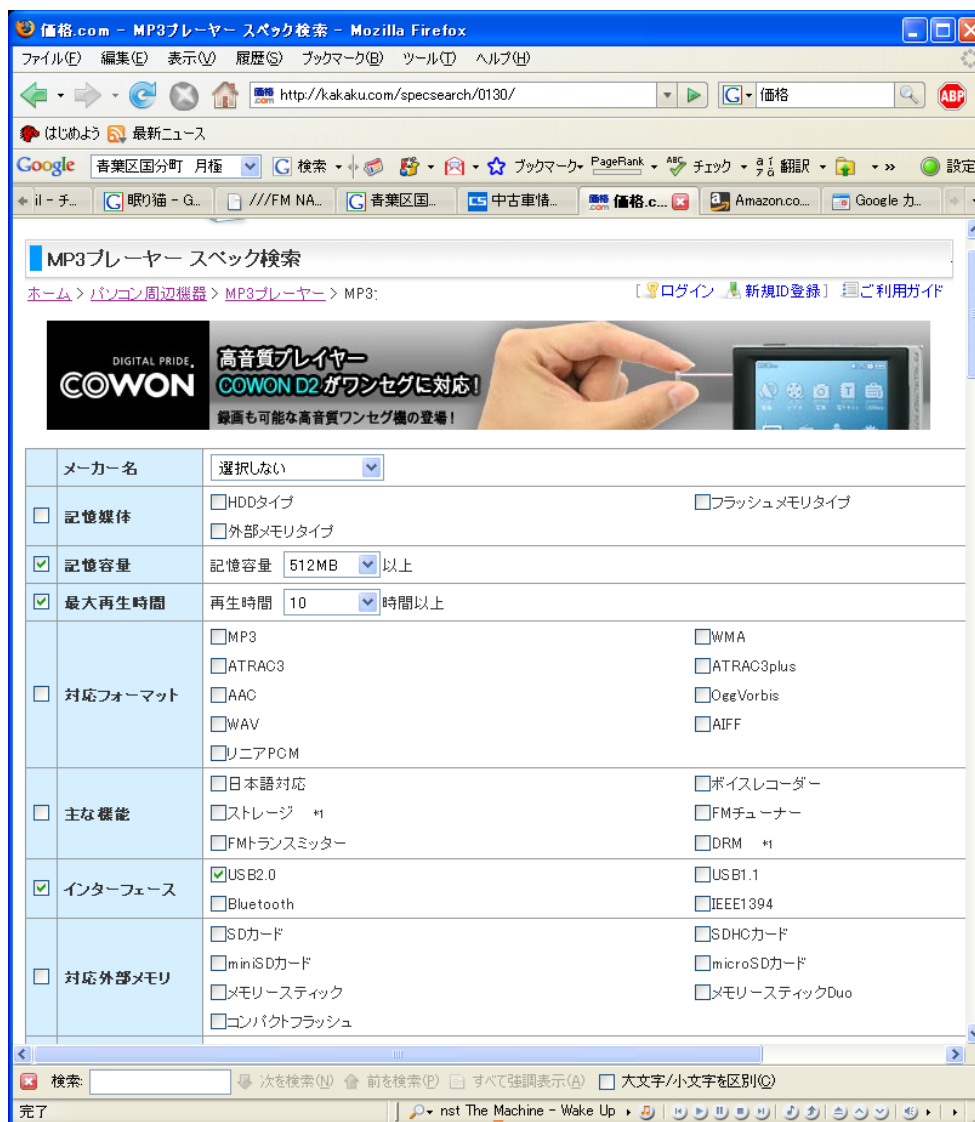 価格.com - MP3プレーヤー スペック検索 - Mozilla Firefox
ファイル(F) 編集(E) 表示(V) 履歴(S) ブックマーク(B) ツール(T) ヘルプ(H)
価格.com http://kakaku.com/specsearch/0130/ G 価格 ABP
はじめよう 最新ニュース
Google 青葉区国分町 月極 G 検索 ブックマーク PageRank ABC チェック 翻訳 » 設定
il - チ... G 眠り猫 - G... ///FM NA... G 青葉区国... CS 中古車情... 価格.com 価格.c... a Amazon.co... Google カ...
MP3プレーヤー スペック検索
ホーム > パソコン周辺機器 > MP3プレーヤー > MP3: [ログイン 新規ID登録] ご利用ガイド
DIGITAL PRIDE.
COWON
高音質プレイヤー
COWON D2がワンセグに対応!
録画も可能な高音質ワンセグ機の登場!
メーカー名 選択しない
記憶媒体 HDDタイプ フラッシュメモリタイプ
外部メモリタイプ
記憶容量 記憶容量 512MB 以上
最大再生時間 再生時間 10 時間以上
対応フォーマット MP3 WMA
ATRAC3 ATRAC3plus
AAC OggVorbis
WAV AIFF
リニアPCM
主な機能 日本語対応 ボイスレコーダー
ストレージ *1 FMチューナー
FMトランスミッター DRM *1
インターフェース USB2.0 USB1.1
Bluetooth IEEE1394
対応外部メモリ SDカード SDHCカード
miniSDカード microSDカード
メモリースティック メモリースティックDuo
コンパクトフラッシュ
検索: 次を検索(N) 前を検索(P) すべて強調表示(A) 大文字/小文字を区別(C)
完了 nst The Machine - Wake Up